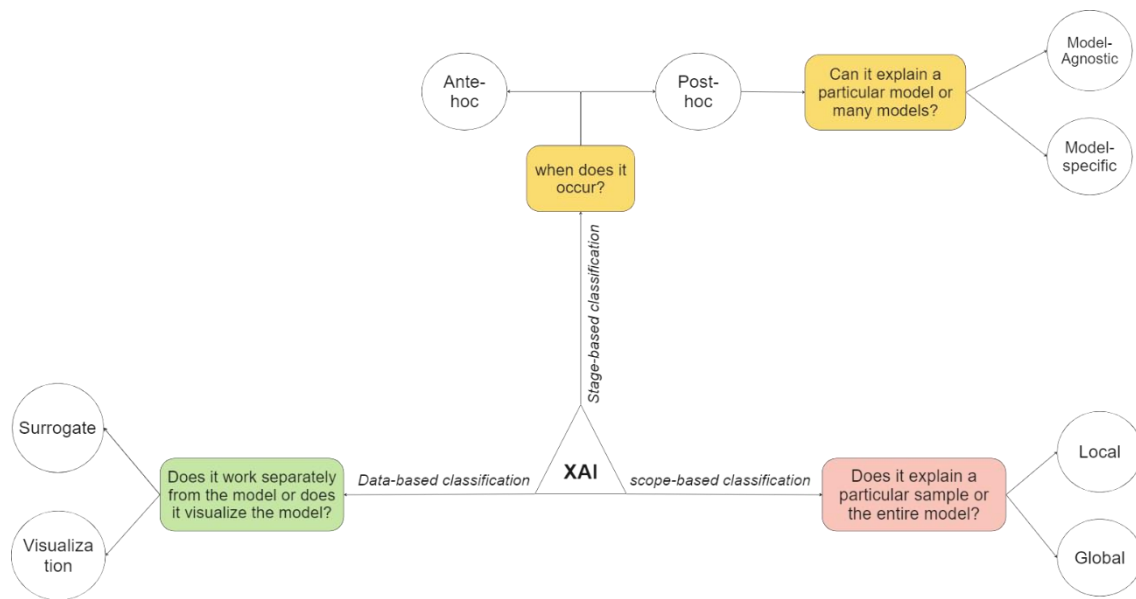 Ante-
hoc
Post-
hoc
Can it explain a
particular model or
many models?
Model-
Agnostic
Model-
specific
when does it
occur?
Stage-based classification
Surrogate
Visualiza
tion
Does it work separately
from the model or does
it visualize the model?
Data-based classification
XAI
scope-based classification
Does it explain a
particular sample or
the entire model?
Local
Global